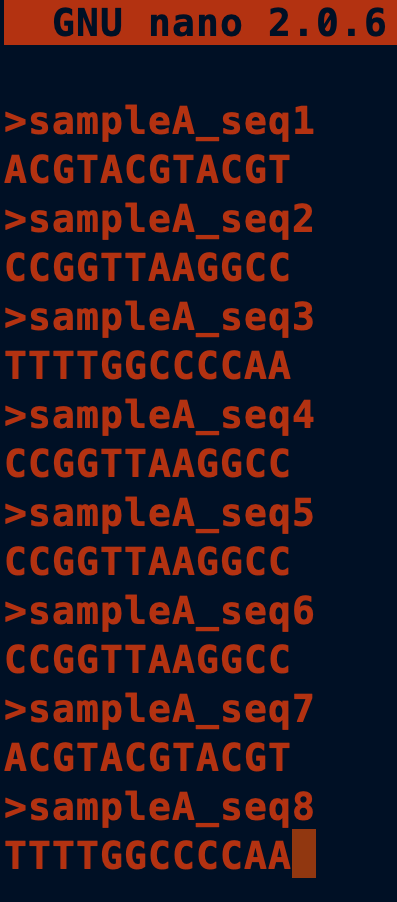 GNU nano 2.0.6
>sampleA_seq1
ACGTACGTACGT
>sampleA_seq2
CCGGTTAAGGCC
>sampleA_seq3
TTTTGGCCCCAA
>sampleA_seq4
CCGGTTAAGGCC
>sampleA_seq5
CCGGTTAAGGCC
>sampleA_seq6
CCGGTTAAGGCC
>sampleA_seq7
ACGTACGTACGT
>sampleA_seq8
TTTTGGCCCCAA